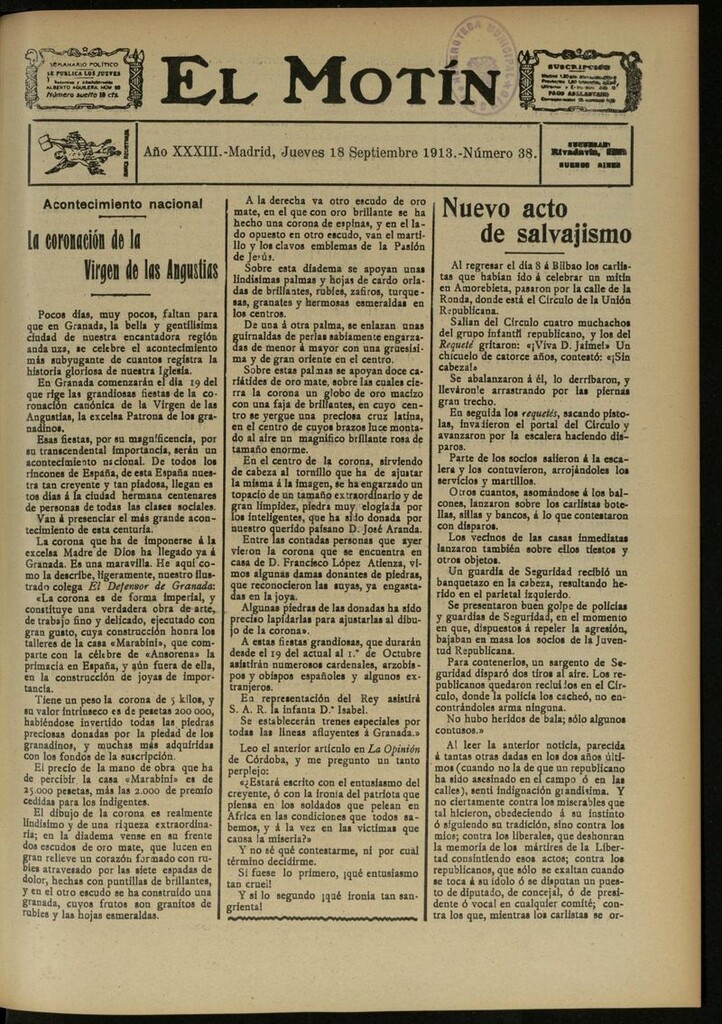 SEMANARIO POLÍTICO
SE PUBLICA LOS JUEVES
ALBERTO AGUILERA, NÚM
Número suelto 10 cts.
EL MOTÍN
SUSCRIPCIÓN
Año XXXIII.-Madrid, Jueves 18 Septiembre 1913.-Número 38.
SUCURSAL:
Rivadavia,
BUENOS AIRES
Acontecimiento nacional
La coronación de la
Virgen de las Angustias
Pocos días, muy pocos, faltan para
que en Granada, la bella y gentilísima
ciudad de nuestra encantadora región
anda uza, se celebre el acontecimiento
más subyugante de cuantos registra la
historia gloriosa de nuestra Iglesia.
En Granada comenzarán el día 19 del
que rige las grandiosas fiestas de la co-
ronación canónica de la Virgen de las
Angustias, la excelsa Patrona de los gra-
nadinos.
Esas fiestas, por su magnificencia, por
su transcendental importancia, serán un
acontecimiento nacional. De todos los
rincones de España, de esta España nues-
tra tan creyente y tan piadosa, llegan es
tos días á la ciudad hermana centenares
de personas de todas las clases sociales.
Van á presenciar el más grande acon-
tecimiento de esta centuria.
La corona que ha de imponerse á la
excelsa Madre de Dios ha llegado ya á
Granada. Es una maravilla. He aquí co-
mo la describe, ligeramente, nuestro ilus-
trado colega El Defensor de Granada:
«La corona es de forma imperial, y
constituye una verdadera obra de arte,
de trabajo fino y delicado, ejecutado con
gran gusto, cuya construcción honra los
talleres de la casa «Marabini», que com-
parte con la célebre «Ansorena» la
primacía en España, y aún fuera de ella,
en la construcción de joyas de impor-
tancia.
Tiene un peso la corona de 5 kilos, y
su valor intrínseco es de pesetas 200 000,
habiéndose invertido todas las piedras
preciosas donadas por la piedad de los
granadinos, y muchas más adquiridas
con los fondos de la suscripción.
El precio de la mano de obra que ha
de percibir la casa «Marabini» es de
25.000 pesetas, más las 2.000 de premio
cedidas para los indigentes.
El dibujo de la corona es realmente
lindísimo y de una riqueza extraordina-
ria; en la diadema vense en su frente
dos escudos de oro mate, que lucen en
gran relieve un corazón formado con ru-
bíes atravesado por las siete espadas de
dolor, hechas con puntillas de brillantes,
y en el otro escudo se ha construído una
granada, cuyos frutos son granitos de
rubíes y las hojas esmeraldas.
A la derecha va otro escudo de oro
mate, en el que con oro brillante se ha
hecho una corona de espinas, y en el la-
do opuesto en otro escudo, van el marti-
llo y los clavos emblemas de la Pasión
de Jesús.
Sobre esta diadema se apoyan unas
lindísimas palmas y hojas de cardo orla-
das de brillantes, rubíes, zafiros, turque-
sas, granates y hermosas esmeraldas en
los centros.
De una á otra palma, se enlazan unas
guirnaldas de perlas sabiamente engarza-
das de menor á mayor con una gruesísi-
ma y de gran oriente en el centro.
Sobre estas palmas se apoyan doce ca-
riátides de oro mate, sobre las cuales cie-
rra la corona un globo de oro macizo
con una faja de brillantes, en cuyo cen-
tro se yergue una preciosa cruz latina,
en el centro de cuyos brazos luce mont-
ado al aire un magnífico brillante rosa de
tamaño enorme.
En el centro de la corona, sirviendo
de cabeza al tornillo que ha de ajustar
la misma á la imagen, se ha engarzado un
topacio de un tamaño extraordinario y de
gran limpidez, piedra muy elogiada por
los inteligentes, que ha sido donada por
nuestro querido paisano D. José Aranda.
Entre las contadas personas que ayer
vieron la corona que se encuentra en
casa de D. Francisco López Atienza, vi-
mos algunas damas donantes de piedras,
que reconocieron las suyas, ya engasta-
das en la joya.
Algunas piedras de las donadas ha sido
preciso lapidarlas para ajustarlas al dibu-
jo de la corona».
A estas fiestas grandiosas, que durarán
desde el 19 del actual al 1.º de Octubre
asistirán numerosos cardenales, arzobis-
pos y obispos españoles y algunos ex-
tranjeros.
En representación del Rey asistirá
S. A. R. la infanta D.ª Isabel.
Se establecerán trenes especiales por
todas las líneas afluyentes á Granada.»
Leo el anterior artículo en La Opinión
de Córdoba, y me pregunto un tanto
perplejo:
«¿Estará escrito con el entusiasmo del
creyente, ó con la ironía del patriota que
piensa en los soldados que pelean en
Africa en las condiciones que todos sa-
bemos, y á la vez en las víctimas que
causa la miseria?»
Y no sé qué contestarme, ni por cuál
término decidirme.
Si fuese lo primero, ¡qué entusiasmo
tan cruel!
Y si lo segundo ¡qué ironía tan san-
grienta!
Nuevo acto
de salvajismo
Al regresar el día 8 á Bilbao los carlis-
tas que habían ido á celebrar un mitin
en Amorebieta, pasaron por la calle de la
Ronda, donde está el Círculo de la Unión
Republicana.
Salían del Círculo cuatro muchachos
del grupo infantil republicano, y los del
Requeté gritaron: «¡Viva D. Jaime!» Un
chicuelo de catorce años, contestó: «¡Sin
cabeza!»
Se abalanzaron á él, lo derribaron, y
lleváronle arrastrando por las piernas
gran trecho.
En seguida los requetés, sacando pisto-
las, invadieron el portal del Círculo y
avanzaron por la escalera haciendo dis-
paros.
Parte de los socios salieron á la esca-
lera y los contuvieron, arrojándoles los
servicios y martillos.
Otros cuantos, asomándose á los bal-
cones, lanzaron sobre los carlistas bote-
llas, sillas y bancos, á lo que contestaron
con disparos.
Los vecinos de las casas inmediatas
lanzaron también sobre ellos tiestos y
otros objetos.
Un guardia de Seguridad recibió un
banquetazo en la cabeza, resultando he-
rido en el parietal izquierdo.
Se presentaron buen golpe de policías
y guardias de Seguridad, en el momento
en que, dispuestos á repeler la agresión,
bajaban en masa los socios de la Juven-
tud Republicana.
Para contenerlos, un sargento de Se-
guridad disparó dos tiros al aire. Los re-
publicanos quedaron recluídos en el Cír-
culo, donde la policía los cacheó, no en-
contrándoles arma ninguna.
No hubo heridos de bala; sólo algunos
contusos.»
Al leer la anterior noticia, parecida
á tantas otras dadas en los dos años últi-
mos (cuando no la de que un republicano
ha sido asesinado en el campo ó en las
calles), sentí indignación grandísima. Y
no ciertamente contra los miserables que
tal hicieron, obedeciendo á su instinto
ó siguiendo su tradición, sino contra los
míos; contra los liberales, que deshonran
la memoria de los mártires de la Liber-
tad consintiendo esos actos; contra los
republicanos, que sólo se exaltan cuando
se toca á su ídolo ó se disputan un pues-
to de diputado, de concejal, ó de presi-
dente ó vocal en cualquier comité; con-
tra los que, mientras los carlistas se or-